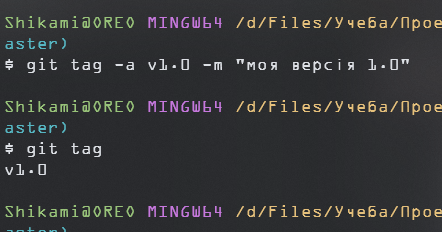 Shikami@OREO MINGW64 /d/Files/Учеба/Прое
aster)
$ git tag -a v1.0 -m "моя версія 1.0"
Shikami@OREO MINGW64 /d/Files/Учеба/Прое
aster)
$ git tag
v1.0
Shikami@OREO MINGW64 /d/Files/Учеба/Прое
aster)